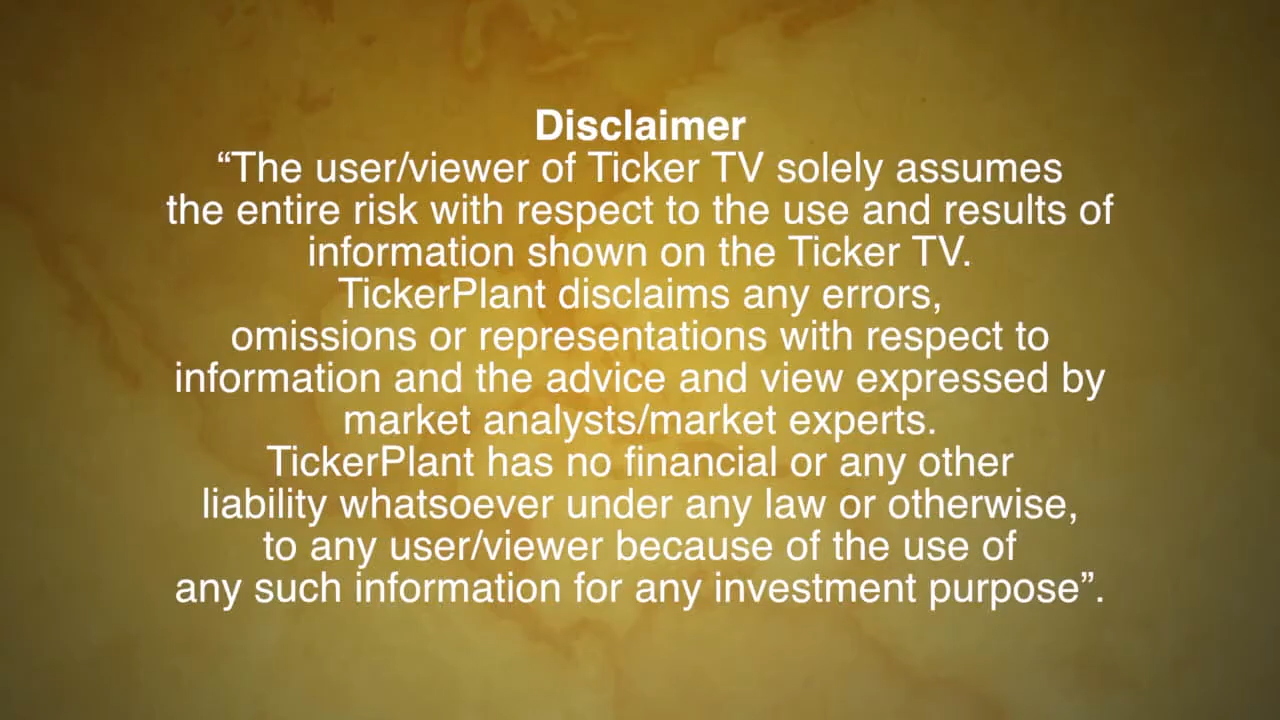 Disclaimer
“The user/viewer of Ticker TV solely assumes
the entire risk with respect to the use and results of
information shown on the Ticker TV.
TickerPlant disclaims any errors,
omissions or representations with respect to
information and the advice and view expressed by
market analysts/market experts.
TickerPlant has no financial or any other
liability whatsoever under any law or otherwise,
to any user/viewer because of the use of
any such information for any investment purpose”.